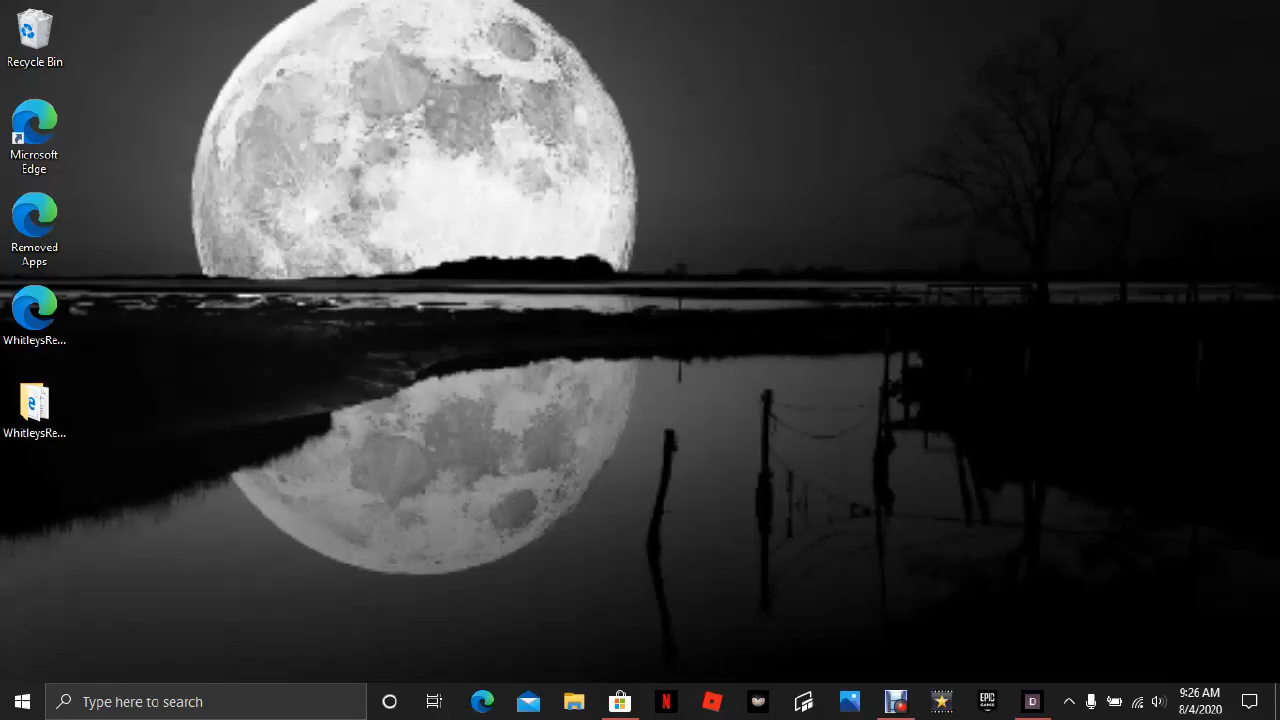 Recycle Bin
Microsoft
Edge
Removed
Apps
WhitleysRe...
WhitleysRe...
Type here to search
N
EPIC
GAMES
D
9:26 AM
8/4/2020